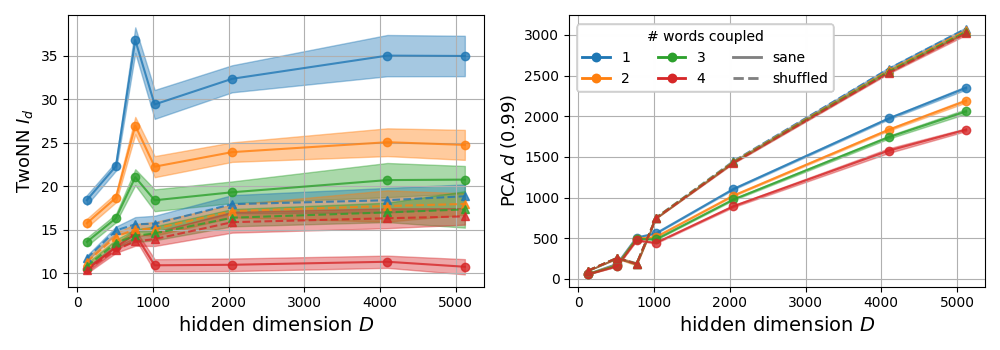 TwoNN I_d
35
30
25
20
15
10
0 1000 2000 3000 4000 5000
hidden dimension D
PCA d (0.99)
3000
2500
2000
1500
1000
500
0
0 1000 2000 3000 4000 5000
hidden dimension D
# words coupled
1 3 sane
2 4 shuffled